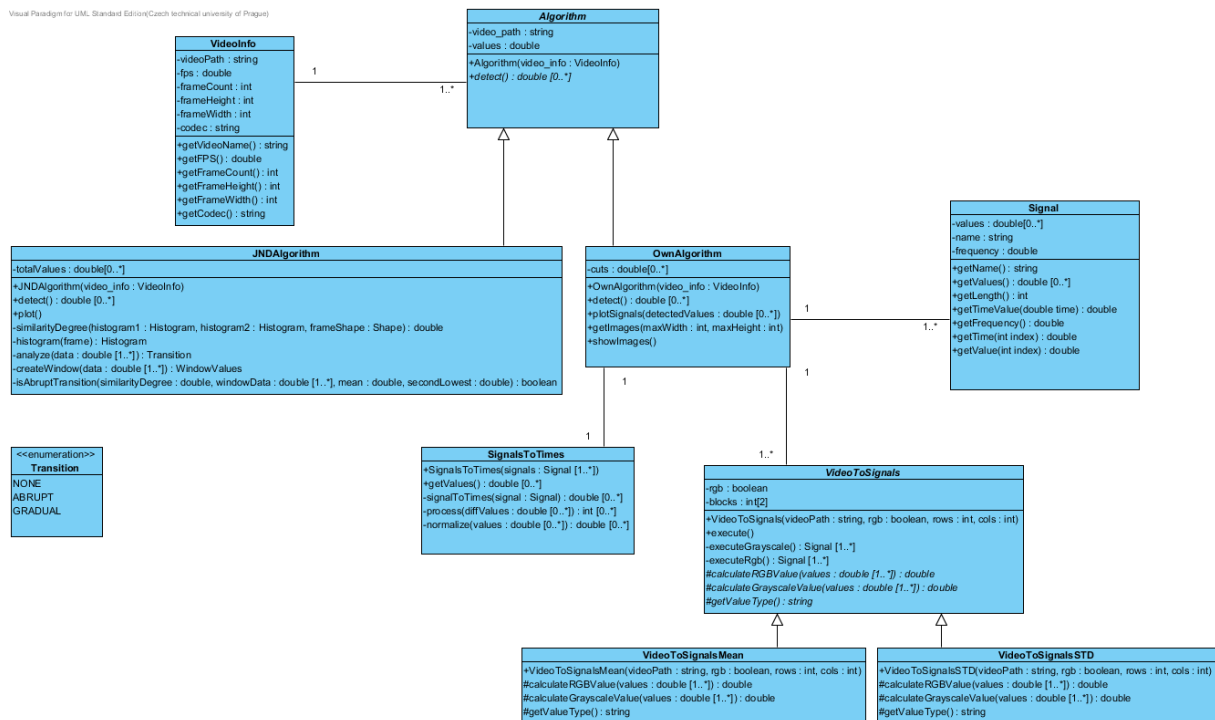 Visual Paradigm for UML Standard Edition(Czech technical university of Prague)
Algorithm
-video_path : string
-values : double
+Algorithm(video_info : VideoInfo)
+detect() : double [0..*]
VideoInfo
-videoPath : string
-fps : double
-frameCount : int
-frameHeight : int
-frameWidth : int
-codec : string
+getVideoName() : string
+getFPS() : double
+getFrameCount() : int
+getFrameHeight() : int
+getFrameWidth() : int
+getCodec() : string
1
1..*
Signal
-values : double[0..*]
-name : string
-frequency : double
+getName() : string
+getValues() : double [0..*]
+getLength() : int
+getTimeValue(double time) : double
+getFrequency() : double
+getTime(int index) : double
+getValue(int index) : double
JNDAlgorithm
-totalValues : double[0..*]
+JNDAlgorithm(video_info : VideoInfo)
+detect() : double [0..*]
+plot()
-similarityDegree(histogram1 : Histogram, histogram2 : Histogram, frameShape : Shape) : double
-histogram(frame) : Histogram
-analyze(data : double [1..*]) : Transition
-createWindow(data : double [1..*]) : WindowValues
-isAbruptTransition(similarityDegree : double, windowData : double [1..*], mean : double, secondLowest : double) : boolean
OwnAlgorithm
-cuts : double[0..*]
+OwnAlgorithm(video_info : VideoInfo)
+detect() : double [0..*]
+plotSignals(detectedValues : double [0..*])
+getImages(maxWidth : int, maxHeight : int)
+showImages()
1
1..*
1
1
1
1..*
<<enumeration>>
Transition
NONE
ABRUPT
GRADUAL
SignalsToTimes
+SignalsToTimes(signals : Signal [1..*])
+getValues() : double [0..*]
-signalToTimes(signal : Signal) : double [0..*]
-process(diffValues : double [0..*]) : int [0..*]
-normalize(values : double [0..*]) : double [0..*]
VideoToSignals
-rgb : boolean
-blocks : int[2]
+VideoToSignals(videoPath : string, rgb : boolean, rows : int, cols : int)
+execute()
-executeGrayscale() : Signal [1..*]
-executeRgb() : Signal [1..*]
#calculateRGBValue(values : double [1..*]) : double
#calculateGrayscaleValue(values : double [1..*]) : double
#getValueType() : string
VideoToSignalsMean
+VideoToSignalsMean(videoPath : string, rgb : boolean, rows : int, cols : int)
#calculateRGBValue(values : double [1..*]) : double
#calculateGrayscaleValue(values : double [1..*]) : double
#getValueType() : string
VideoToSignalsSTD
+VideoToSignalsSTD(videoPath : string, rgb : boolean, rows : int, cols : int)
#calculateRGBValue(values : double [1..*]) : double
#calculateGrayscaleValue(values : double [1..*]) : double
#getValueType() : string